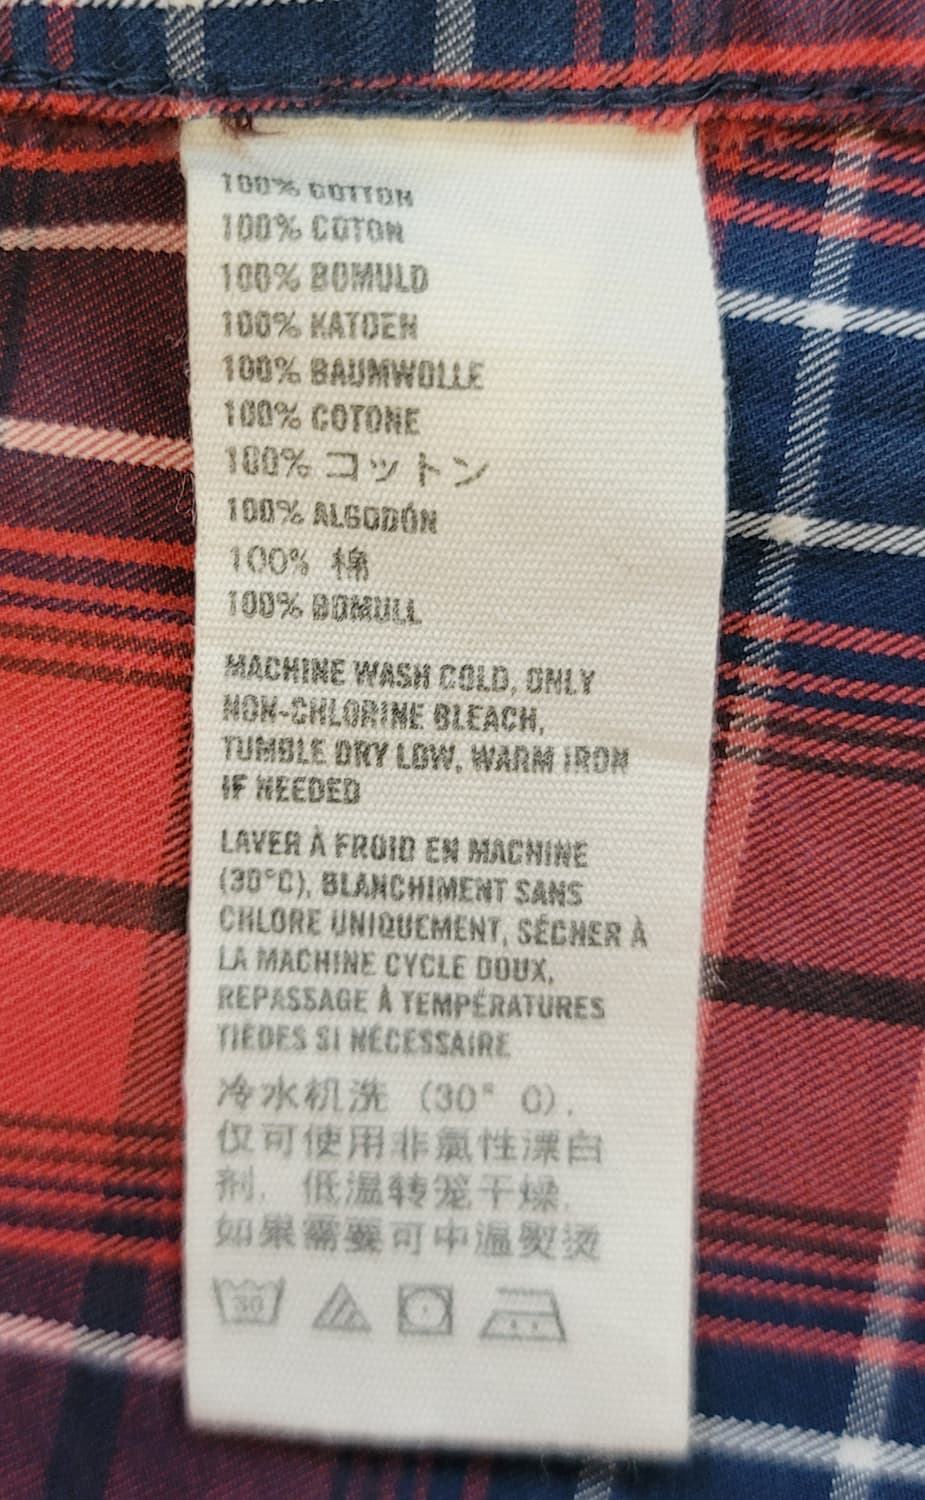 100% COTTON
100% COTON
100% BOMULD
100% KATOEN
100% BAUMWOLLE
100% COTONE
100% コットン
100% ALGODÓN
100% 棉
100% BOMULL
MACHINE WASH COLD, ONLY
NON-CHLORINE BLEACH,
TUMBLE DRY LOW, WARM IRON
IF NEEDED
LAVER À FROID EN MACHINE
(30°C), BLANCHIMENT SANS
CHLORE UNIQUEMENT, SÉCHER À
LA MACHINE CYCLE DOUX,
REPASSAGE À TEMPÉRATURES
TIÈDES SI NÉCESSAIRE
冷水机洗 (30° C),
仅可使用非氯性漂白
剂, 低温转笼干燥,
如果需要可中温熨烫
30